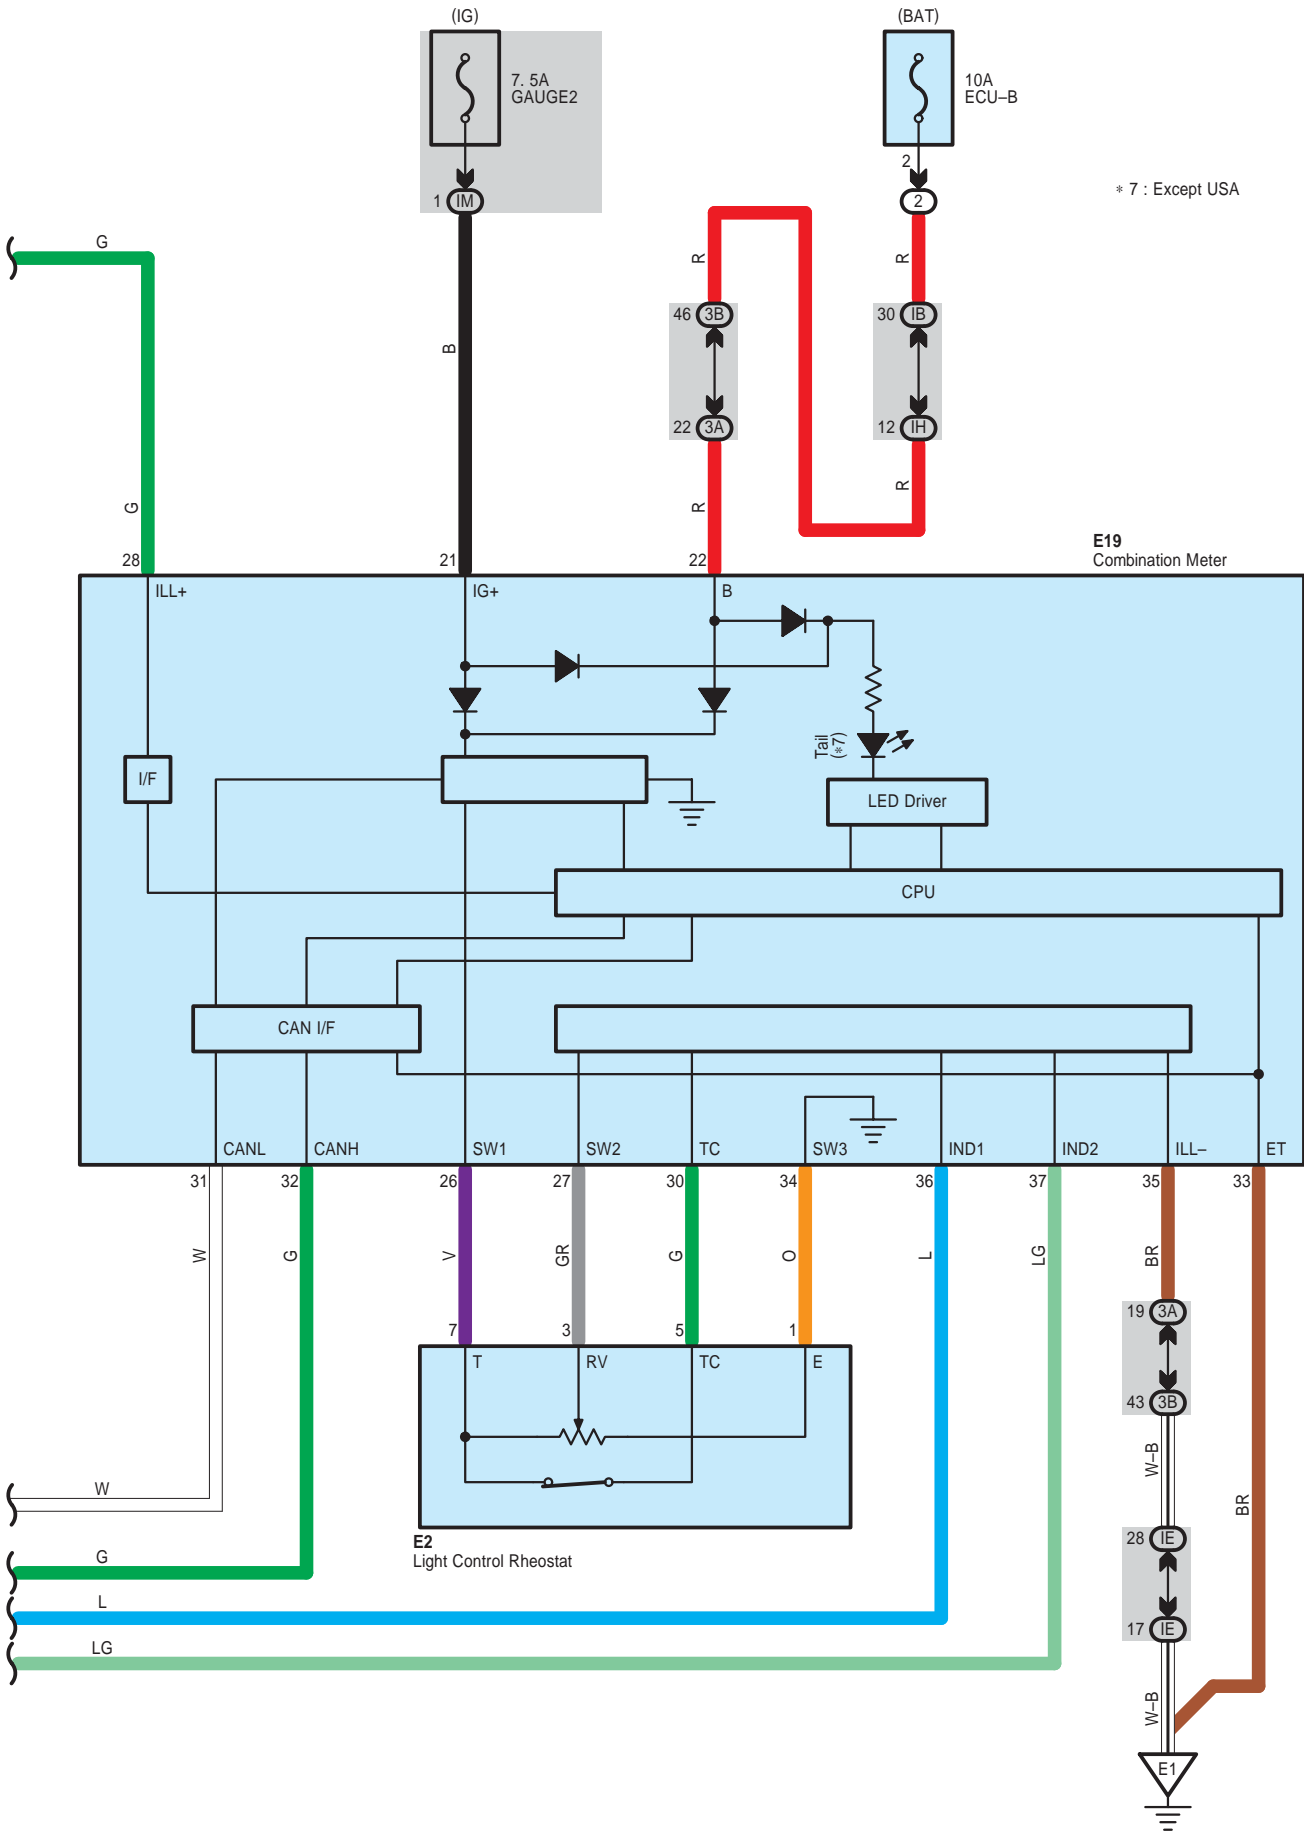 (IG)
(BAT)
7. 5A
GAUGE2
10A
ECU–B
2
1 IM
2
* 7 : Except USA
G
R
R
46 3B
30 IB
B
22 3A
12 IH
G
R
R
E19
Combination Meter
28
21
22
ILL+
IG+
B
Tail
(*7)
I/F
LED Driver
CPU
CAN I/F
CANL
CANH
SW1
SW2
TC
SW3
IND1
IND2
ILL–
ET
31
32
26
27
30
34
36
37
35
33
W
G
V
GR
G
O
L
LG
BR
19 3A
7
3
5
1
T
RV
TC
E
43 3B
W–B
BR
W
E2
Light Control Rheostat
28 IE
G
L
17 IE
LG
W–B
E1